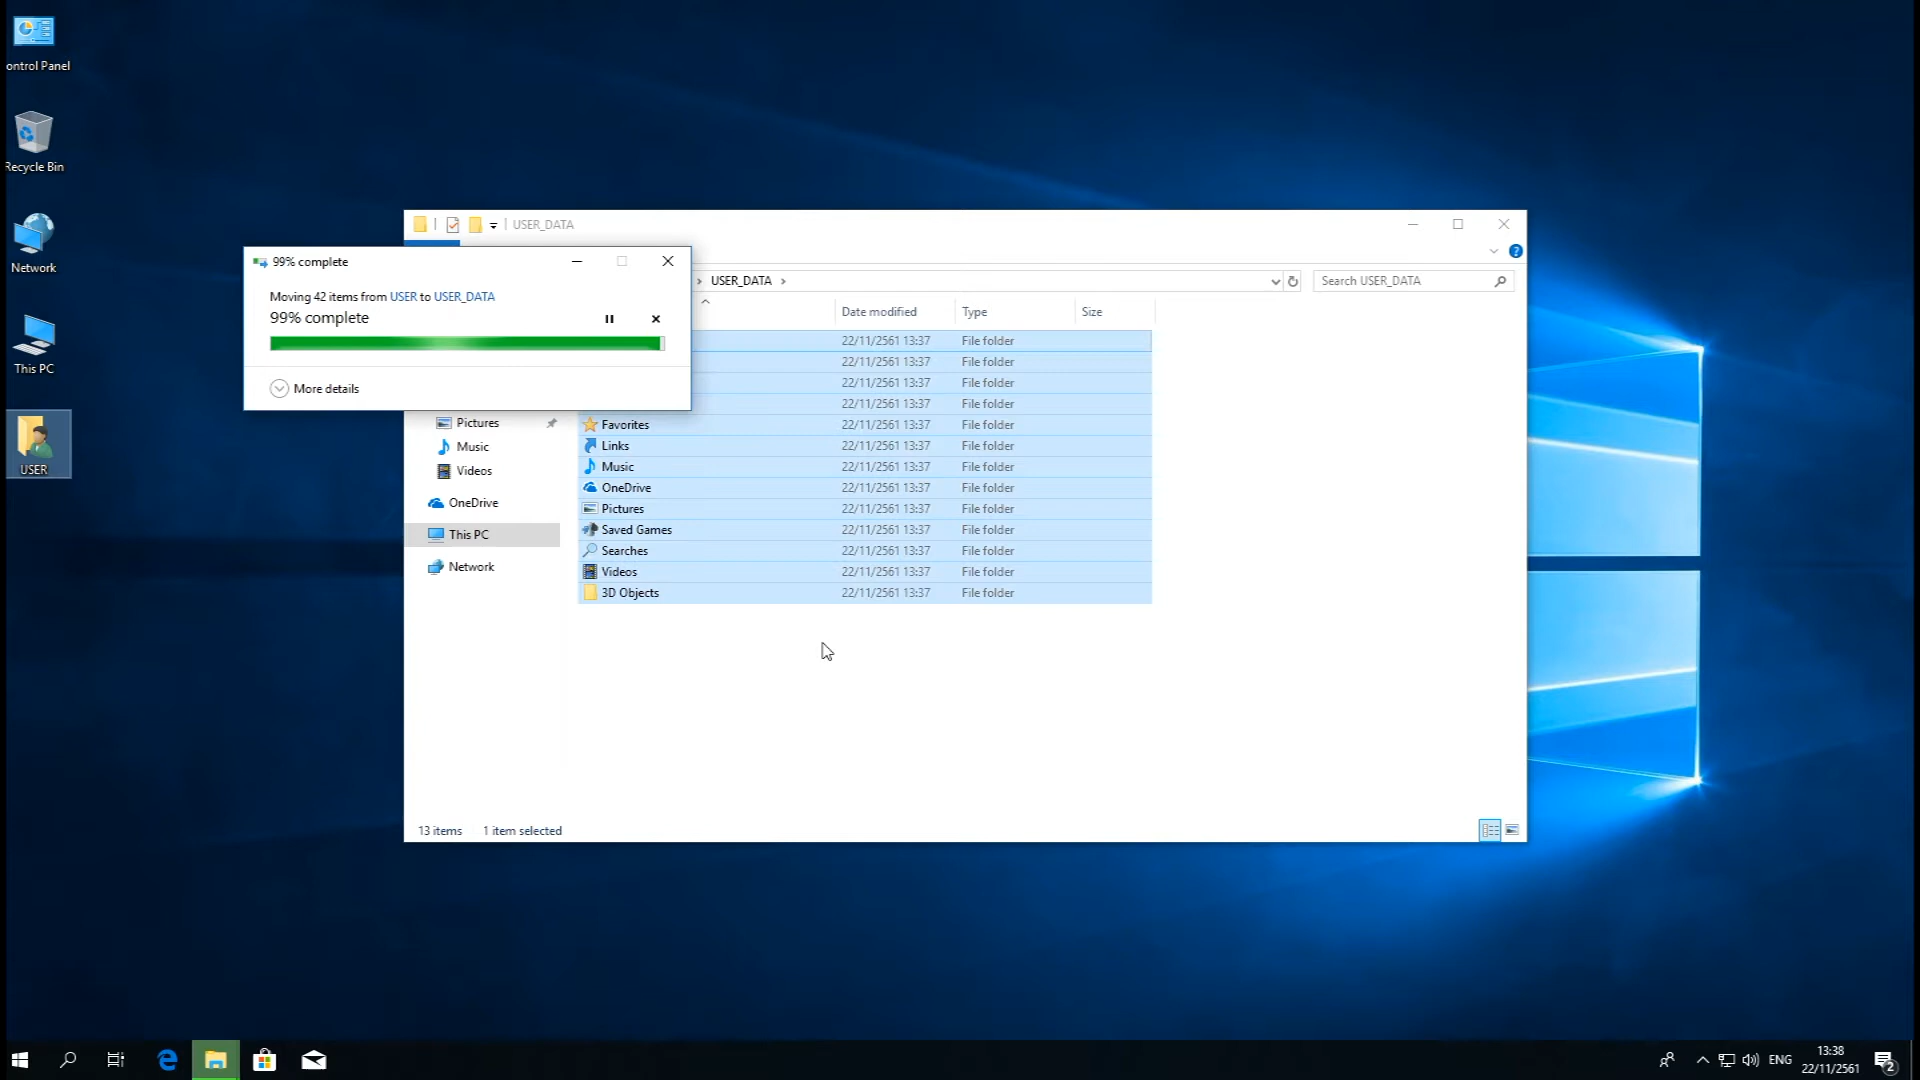 ontrol Panel
Recycle Bin
Network
This PC
USER
USER_DATA
99% complete
Moving 42 items from USER to USER_DATA
99% complete
More details
USER_DATA
Search USER_DATA
Date modified Type Size
22/11/2561 13:37 File folder
22/11/2561 13:37 File folder
22/11/2561 13:37 File folder
22/11/2561 13:37 File folder
Favorites 22/11/2561 13:37 File folder
Links 22/11/2561 13:37 File folder
Music 22/11/2561 13:37 File folder
OneDrive 22/11/2561 13:37 File folder
Pictures 22/11/2561 13:37 File folder
Saved Games 22/11/2561 13:37 File folder
Searches 22/11/2561 13:37 File folder
Videos 22/11/2561 13:37 File folder
3D Objects 22/11/2561 13:37 File folder
Pictures
Music
Videos
OneDrive
This PC
Network
13 items 1 item selected
ENG
13:38
22/11/2561
2